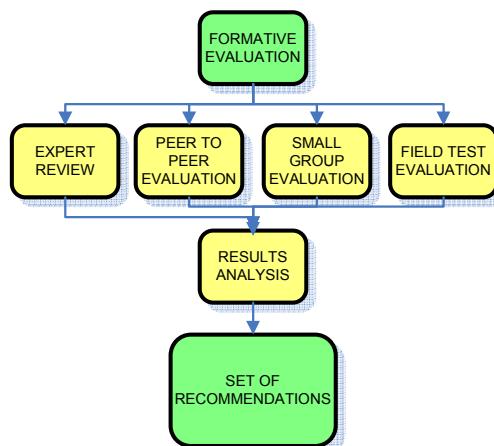 FORMATIVE
EVALUATION
EXPERT
REVIEW
PEER TO
PEER
EVALUATION
SMALL
GROUP
EVALUATION
FIELD TEST
EVALUATION
RESULTS
ANALYSIS
SET OF
RECOMMENDATIONS